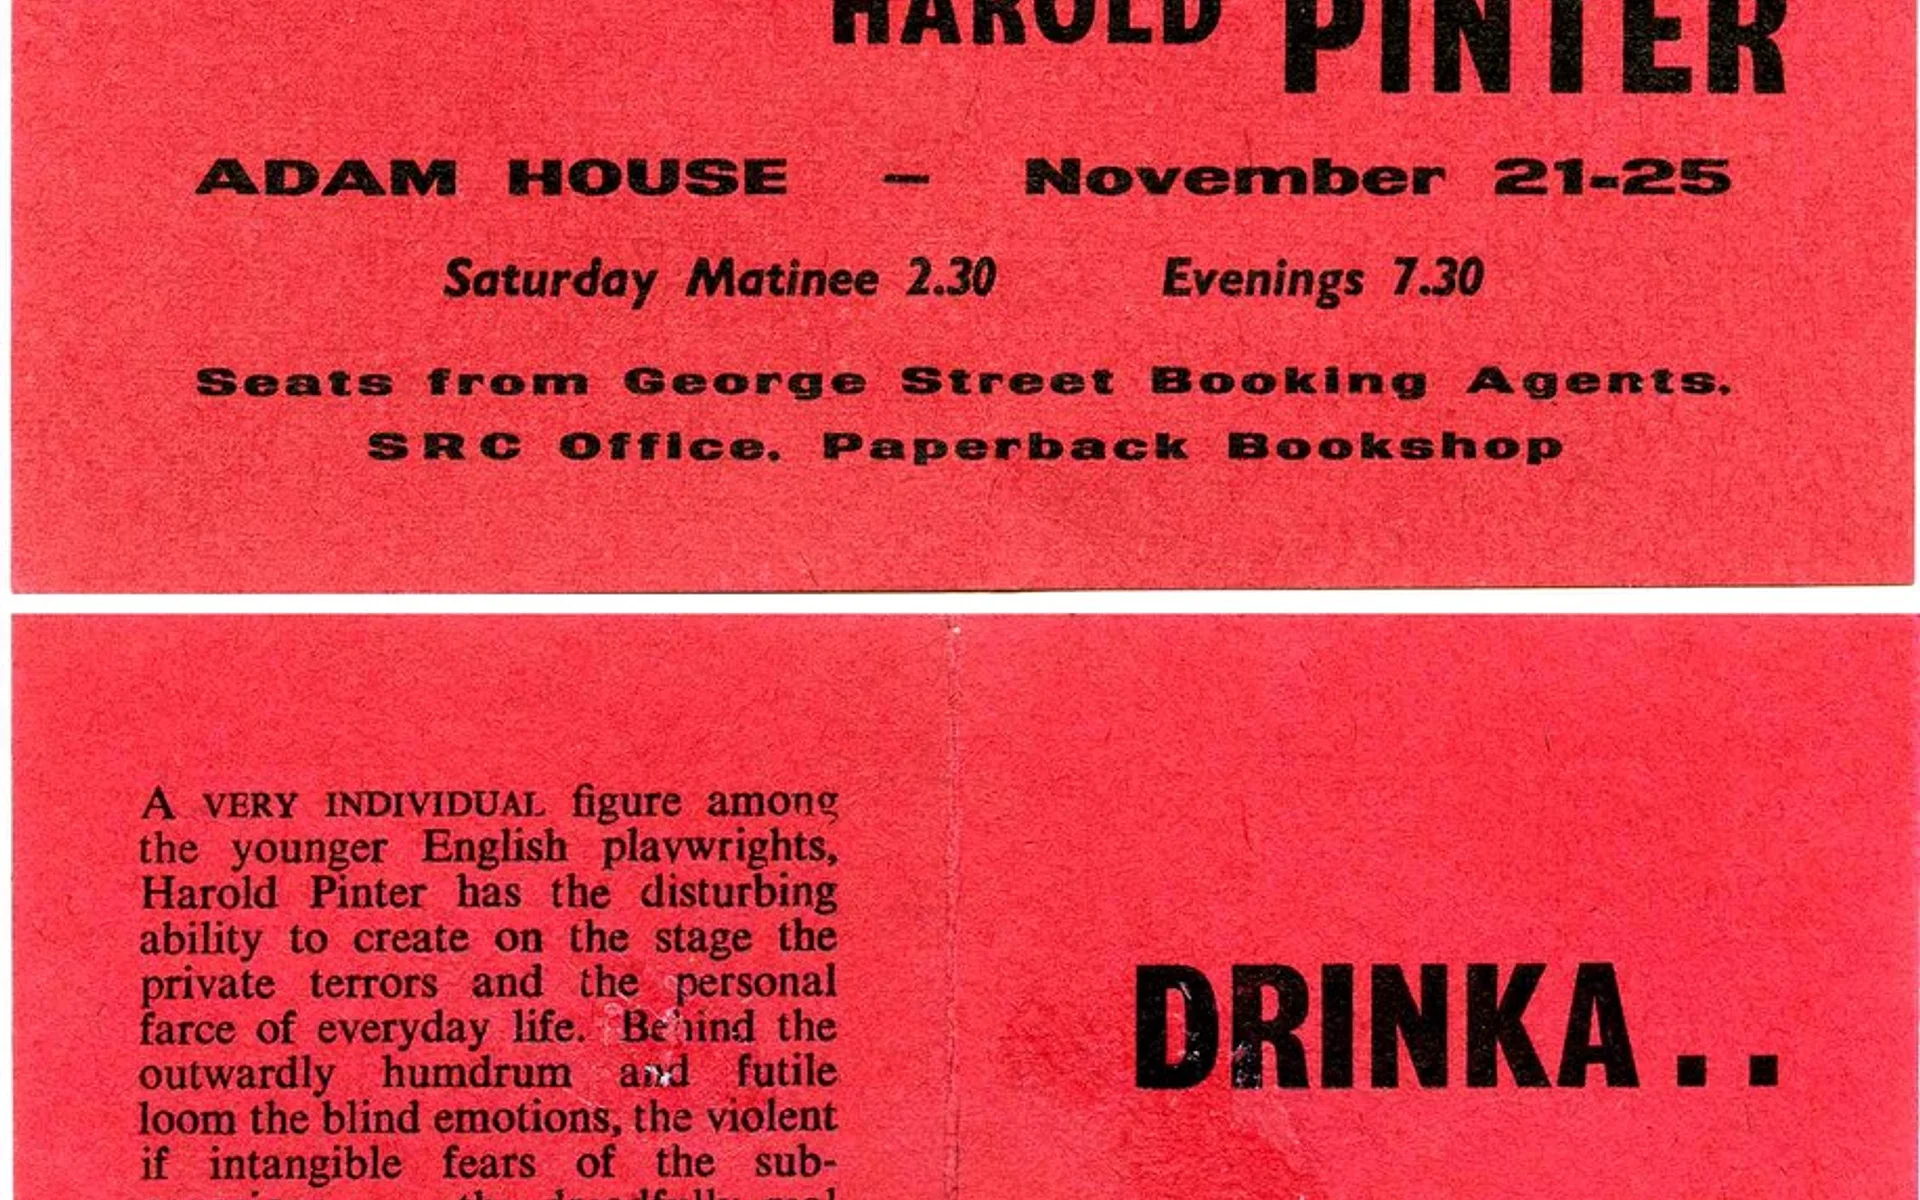 HAROLD PINTER
ADAM HOUSE – November 21-25
Saturday Matinee 2.30 Evenings 7.30
Seats from George Street Booking Agents,
SRC Office. Paperback Bookshop
A VERY INDIVIDUAL figure among
the younger English playwrights,
Harold Pinter has the disturbing
ability to create on the stage the
private terrors and the personal
farce of everyday life. Behind the
outwardly humdrum and futile
loom the blind emotions, the violent
if intangible fears of the sub-
the dreadfully real
DRINKA . .